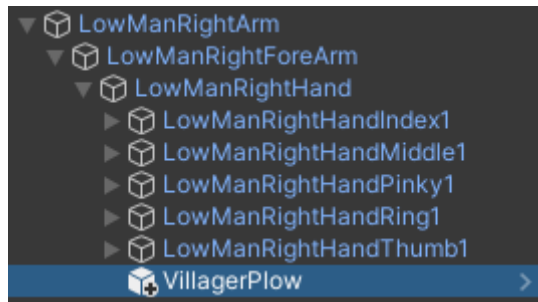 LowManRightArm
LowManRightForeArm
LowManRightHand
LowManRightHandIndex1
LowManRightHandMiddle1
LowManRightHandPinky1
LowManRightHandRing1
LowManRightHandThumb1
VillagerPlow